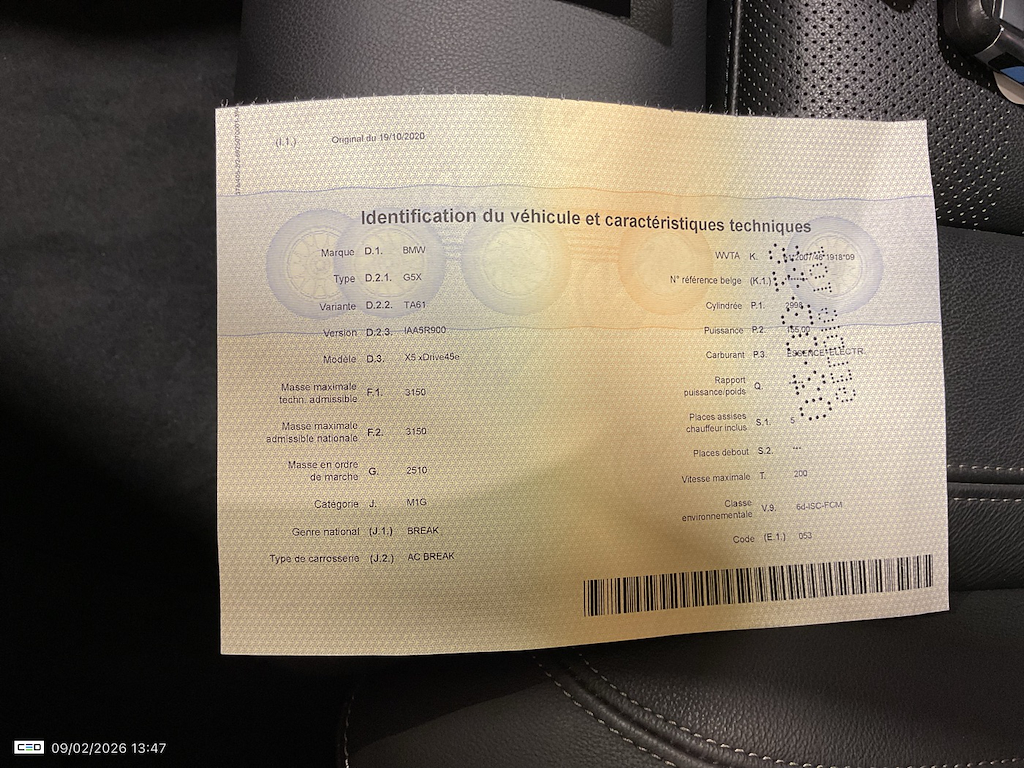 (I.1.) Original du 19/10/2020
Identification du véhicule et caractéristiques techniques
Marque D.1. BMW
Type D.2.1. G5X
Variante D.2.2. TA61
Version D.2.3. IAA5R900
Modèle D.3. X5 xDrive45e
Masse maximale
techn. admissible F.1. 3150
Masse maximale
admissible nationale F.2. 3150
Masse en ordre
de marche G. 2510
Catégorie J. M1G
Genre national (J.1.) BREAK
Type de carrosserie (J.2.) AC BREAK
WVTA K.
N° référence belge (K.1.)
Cylindrée P.1. 2998
Puissance P.2.
Carburant P.3. ESSENCE+ELECTR.
Rapport
puissance/poids Q.
Places assises
chauffeur inclus S.1. 5
Places debout S.2. ---
Vitesse maximale T. 200
Classe
environnementale V.9. 6d-ISC-FCM
Code (E.1.) 053
CEO 09/02/2026 13:47